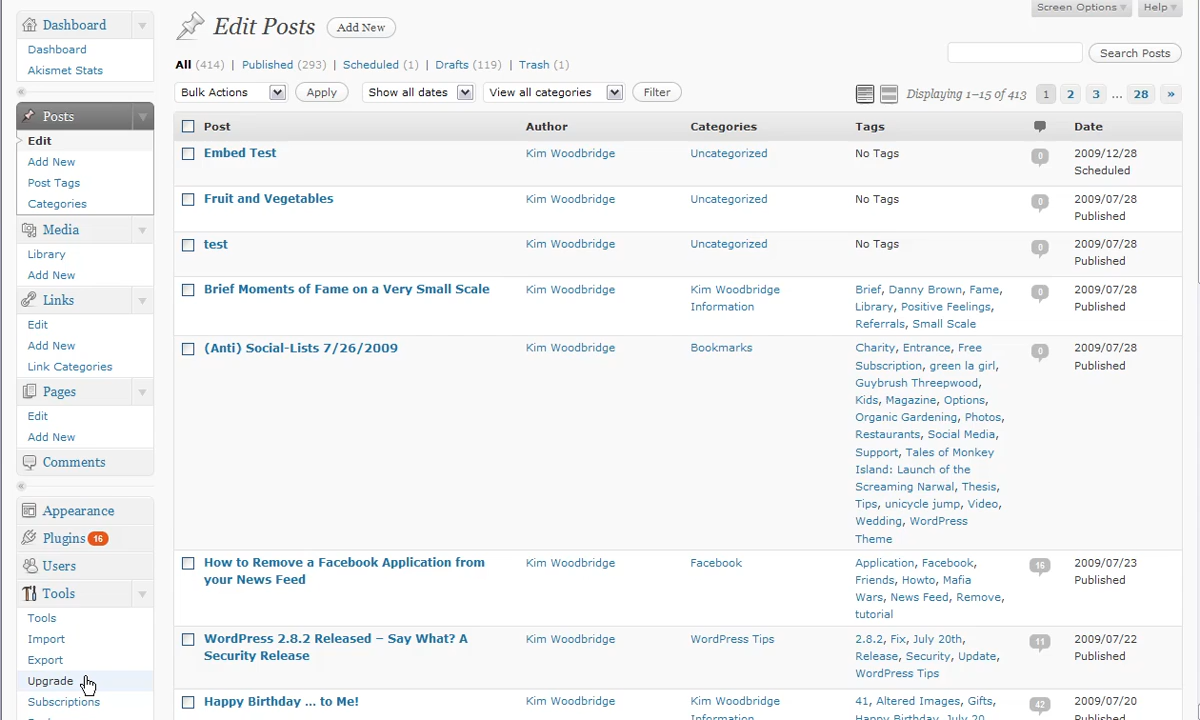 Dashboard
Dashboard
Akismet Stats
Posts
Edit
Add New
Post Tags
Categories
Media
Library
Add New
Links
Edit
Add New
Link Categories
Pages
Edit
Add New
Comments
Appearance
Plugins 16
Users
Tools
Tools
Import
Export
Upgrade
Subscriptions
Screen Options
Help
Edit Posts
Add New
Search Posts
All (414) | Published (293) | Scheduled (1) | Drafts (119) | Trash (1)
Bulk Actions Apply Show all dates View all categories Filter Displaying 1–15 of 413 1 2 3 ... 28 »
Post Author Categories Tags Date
Embed Test Kim Woodbridge Uncategorized No Tags 0 2009/12/28
Scheduled
Fruit and Vegetables Kim Woodbridge Uncategorized No Tags 0 2009/07/28
Published
test Kim Woodbridge Uncategorized No Tags 0 2009/07/28
Published
Brief Moments of Fame on a Very Small Scale Kim Woodbridge Kim Woodbridge Brief, Danny Brown, Fame, 0 2009/07/28
Information Library, Positive Feelings, Published
Referrals, Small Scale
(Anti) Social-Lists 7/26/2009 Kim Woodbridge Bookmarks Charity, Entrance, Free 0 2009/07/28
Subscription, green la girl, Published
Guybrush Threepwood,
Kids, Magazine, Options,
Organic Gardening, Photos,
Restaurants, Social Media,
Support, Tales of Monkey
Island: Launch of the
Screaming Narwal, Thesis,
Tips, unicycle jump, Video,
Wedding, WordPress
Theme
How to Remove a Facebook Application from Kim Woodbridge Facebook Application, Facebook, 16 2009/07/23
your News Feed Friends, Howto, Mafia Published
Wars, News Feed, Remove,
tutorial
WordPress 2.8.2 Released – Say What? A Kim Woodbridge WordPress Tips 2.8.2, Fix, July 20th, 11 2009/07/22
Security Release Release, Security, Update, Published
WordPress Tips
Happy Birthday ... to Me! Kim Woodbridge Kim Woodbridge 41, Altered Images, Gifts, 42 2009/07/20
Information Happy Birthday, July 20, Published